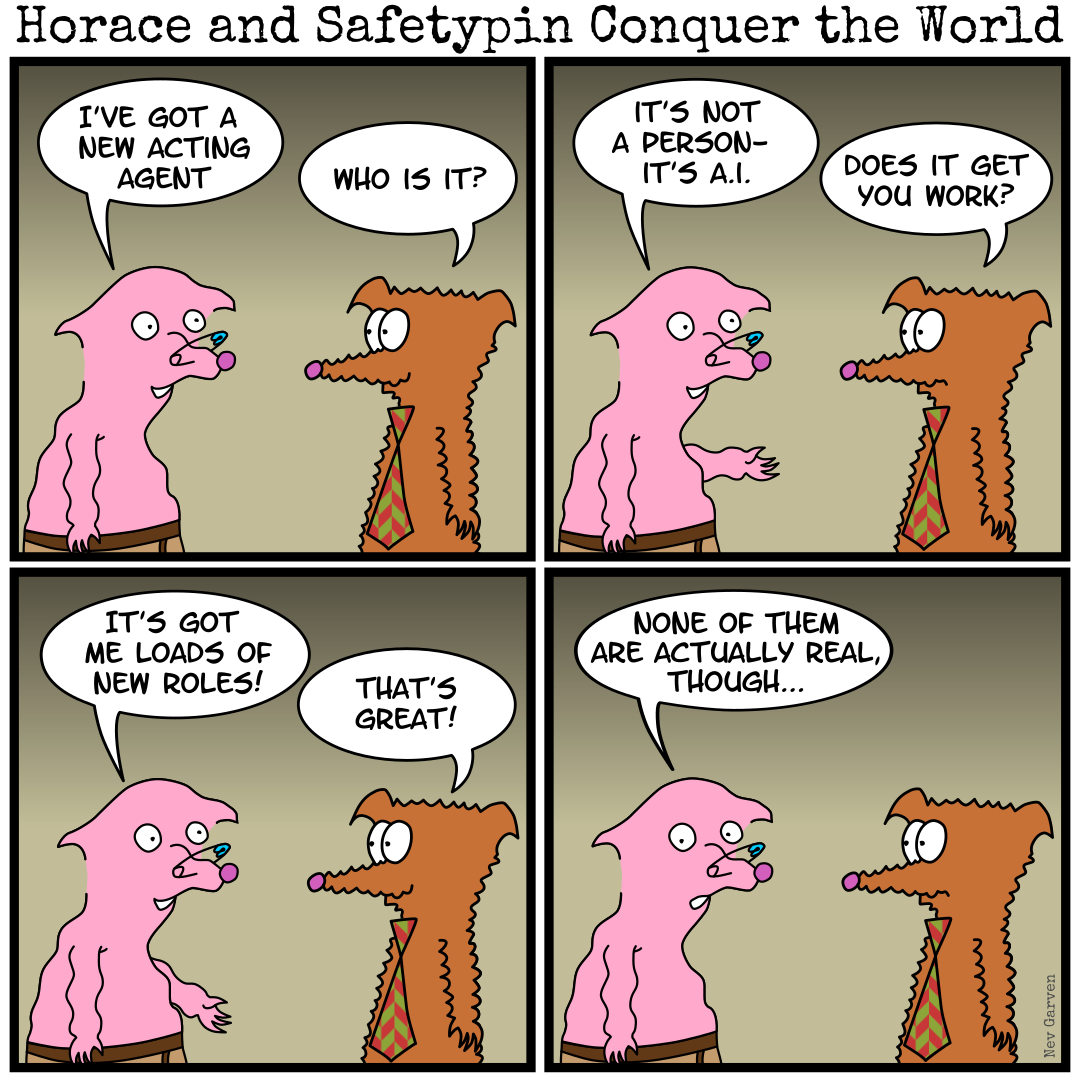 Horace and Safetypin Conquer the World
I'VE GOT A
NEW ACTING
AGENT
WHO IS IT?
IT'S NOT
A PERSON-
IT'S A.I.
DOES IT GET
YOU WORK?
IT'S GOT
ME LOADS OF
NEW ROLES!
THAT'S
GREAT!
NONE OF THEM
ARE ACTUALLY REAL,
THOUGH...
Nev Garven